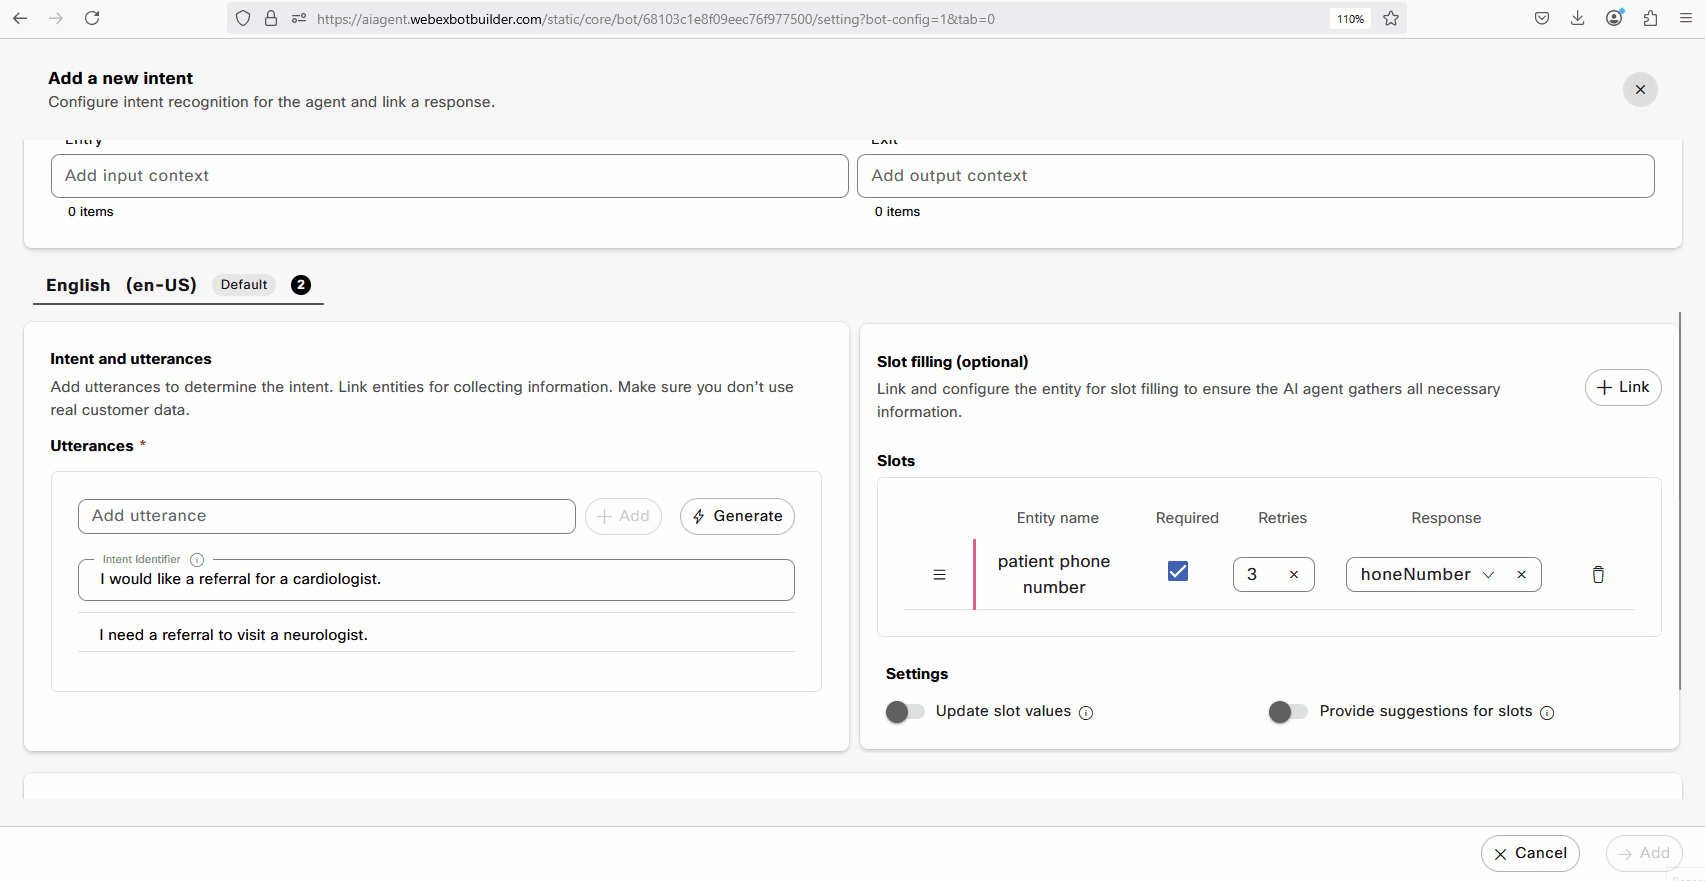 https://aiagent.webexbotbuilder.com/static/core/bot/68103c1e8f09eec76f977500/setting?bot-config=1&tab=0
110%
Add a new intent
Configure intent recognition for the agent and link a response.
Entry
Exit
Add input context
Add output context
0 items
0 items
English (en-US) Default 2
Intent and utterances
Add utterances to determine the intent. Link entities for collecting information. Make sure you don't use
real customer data.
Utterances *
Add utterance
Add
Generate
Intent Identifier
I would like a referral for a cardiologist.
I need a referral to visit a neurologist.
Slot filling (optional)
Link and configure the entity for slot filling to ensure the AI agent gathers all necessary
information.
Link
Slots
Entity name Required Retries Response
patient phone
number
3
honeNumber
Settings
Update slot values
Provide suggestions for slots
Cancel
Add